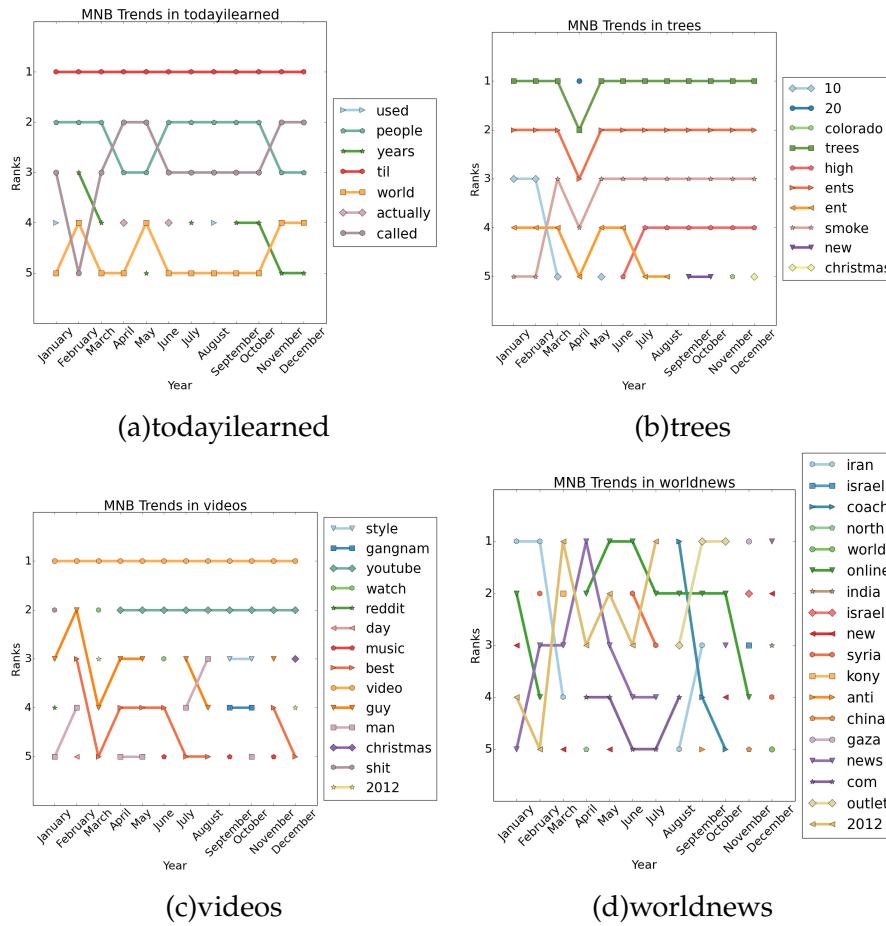 MNB Trends in todayilearned
Ranks
1
2
3
4
5
January
February
March
April
May
June
July
August
September
October
November
December
Year
used
people
years
til
world
actually
called
(a)todayilearned
MNB Trends in trees
Ranks
1
2
3
4
5
January
February
March
April
May
June
July
August
September
October
November
December
Year
10
20
colorado
trees
high
ents
ent
smoke
new
christmas
(b)trees
MNB Trends in videos
Ranks
1
2
3
4
5
January
February
March
April
May
June
July
August
September
October
November
December
Year
style
gangnam
youtube
watch
reddit
day
music
best
video
guy
man
christmas
shit
2012
(c)videos
MNB Trends in worldnews
Ranks
1
2
3
4
5
January
February
March
April
May
June
July
August
September
October
November
December
Year
iran
israel
coach
north
world
online
india
israel
new
syria
kony
anti
china
gaza
news
com
outlet
2012
(d)worldnews